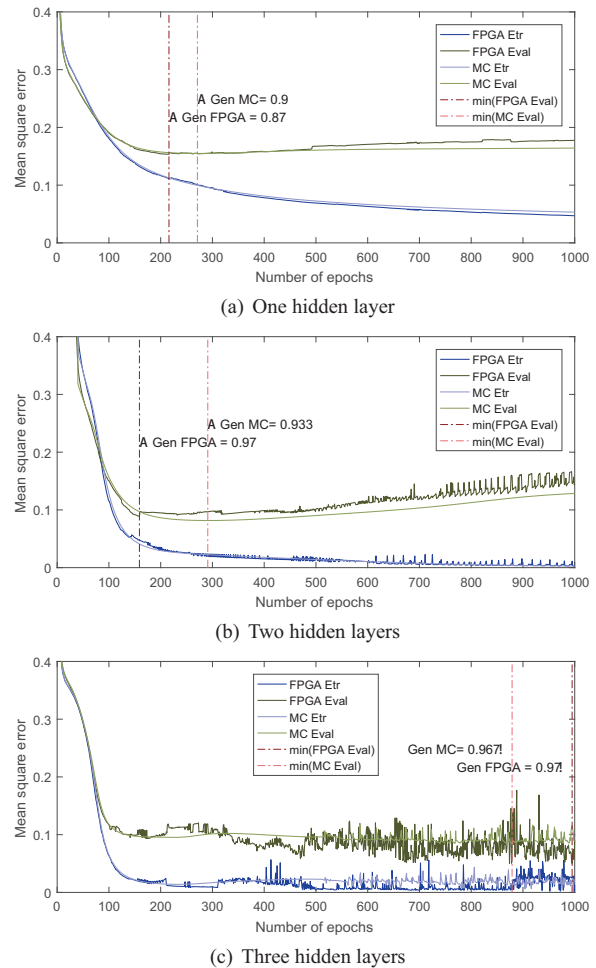 0.4
0.3
0.2
0.1
0
Mean square error
FPGA Etr
FPGA Eval
MC Etr
MC Eval
min(FPGA Eval)
min(MC Eval)
A Gen MC= 0.9
A Gen FPGA = 0.87
0 100 200 300 400 500 600 700 800 900 1000
Number of epochs
(a) One hidden layer
0.4
0.3
0.2
0.1
0
Mean square error
FPGA Etr
FPGA Eval
MC Etr
MC Eval
min(FPGA Eval)
min(MC Eval)
A Gen MC= 0.933
A Gen FPGA = 0.97
0 100 200 300 400 500 600 700 800 900 1000
Number of epochs
(b) Two hidden layers
0.4
0.3
0.2
0.1
0
Mean square error
FPGA Etr
FPGA Eval
MC Etr
MC Eval
min(FPGA Eval)
min(MC Eval)
Gen MC= 0.967!
Gen FPGA = 0.97!
0 100 200 300 400 500 600 700 800 900 1000
Number of epochs
(c) Three hidden layers